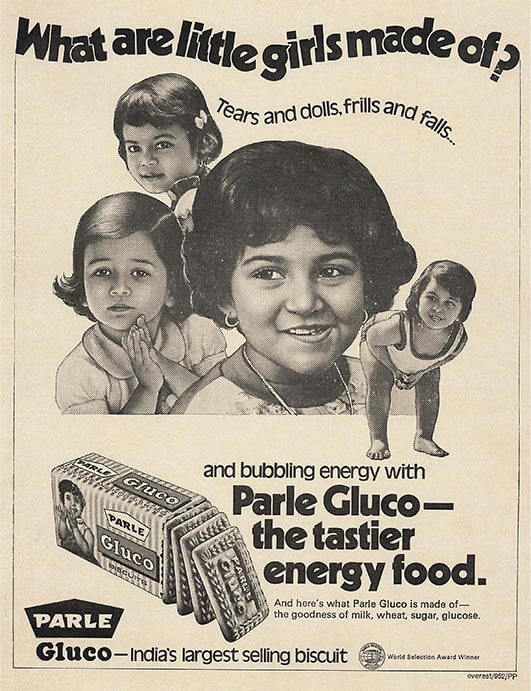 What are little girls made of?
Tears and dolls, frills and falls...
and bubbling energy with
Parle Gluco—
the tastier
energy food.
And here's what Parle Gluco is made of—
the goodness of milk, wheat, sugar, glucose.
PARLE
Gluco
PARLE
Gluco
BISCUITS
PARLE
Gluco—India's largest selling biscuit
World Selection Award Winner
everest/952/PP